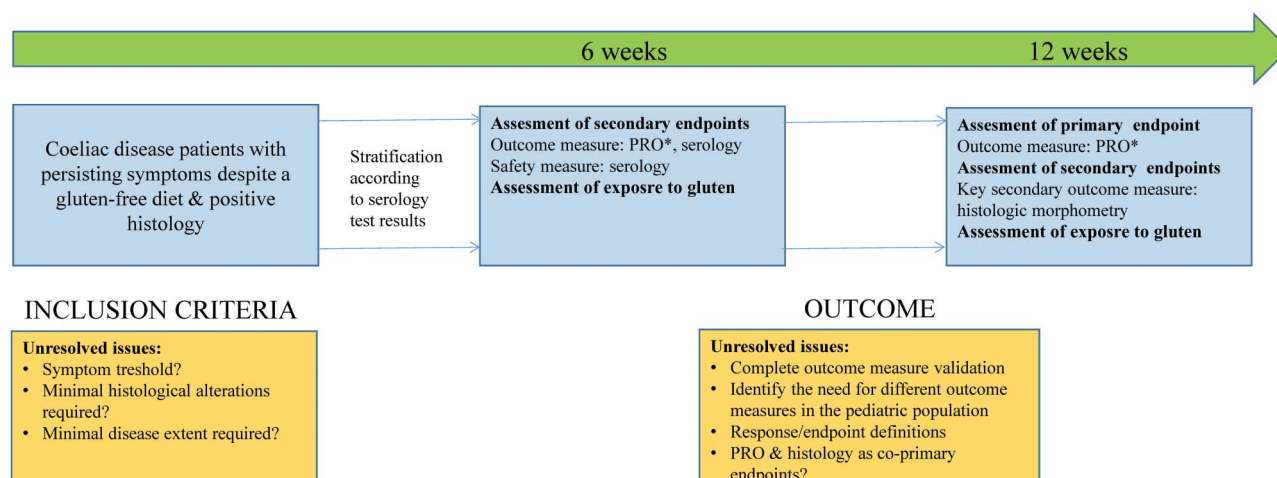 6 weeks
12 weeks
Coeliac disease patients with
persisting symptoms despite a
gluten-free diet & positive
histology
Stratification
according
to serology
test results
Assesment of secondary endpoints
Outcome measure: PRO*, serology
Safety measure: serology
Assessment of exposre to gluten
Assesment of primary endpoint
Outcome measure: PRO*
Assesment of secondary endpoints
Key secondary outcome measure:
histologic morphometry
Assessment of exposre to gluten
INCLUSION CRITERIA
Unresolved issues:
• Symptom treshold?
• Minimal histological alterations
required?
• Minimal disease extent required?
OUTCOME
Unresolved issues:
• Complete outcome measure validation
• Identify the need for different outcome
measures in the pediatric population
• Response/endpoint definitions
• PRO & histology as co-primary
endpoints?